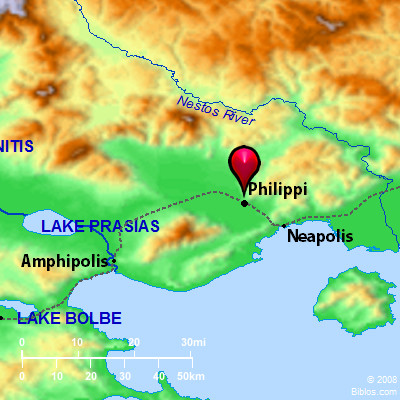 Nestos River
NITIS
Philippi
LAKE PRASIAS
Neapolis
Amphipolis
LAKE BOLBE
0 10 20 30mi
0 10 20 30 40 50km
© 2008
Biblos.com